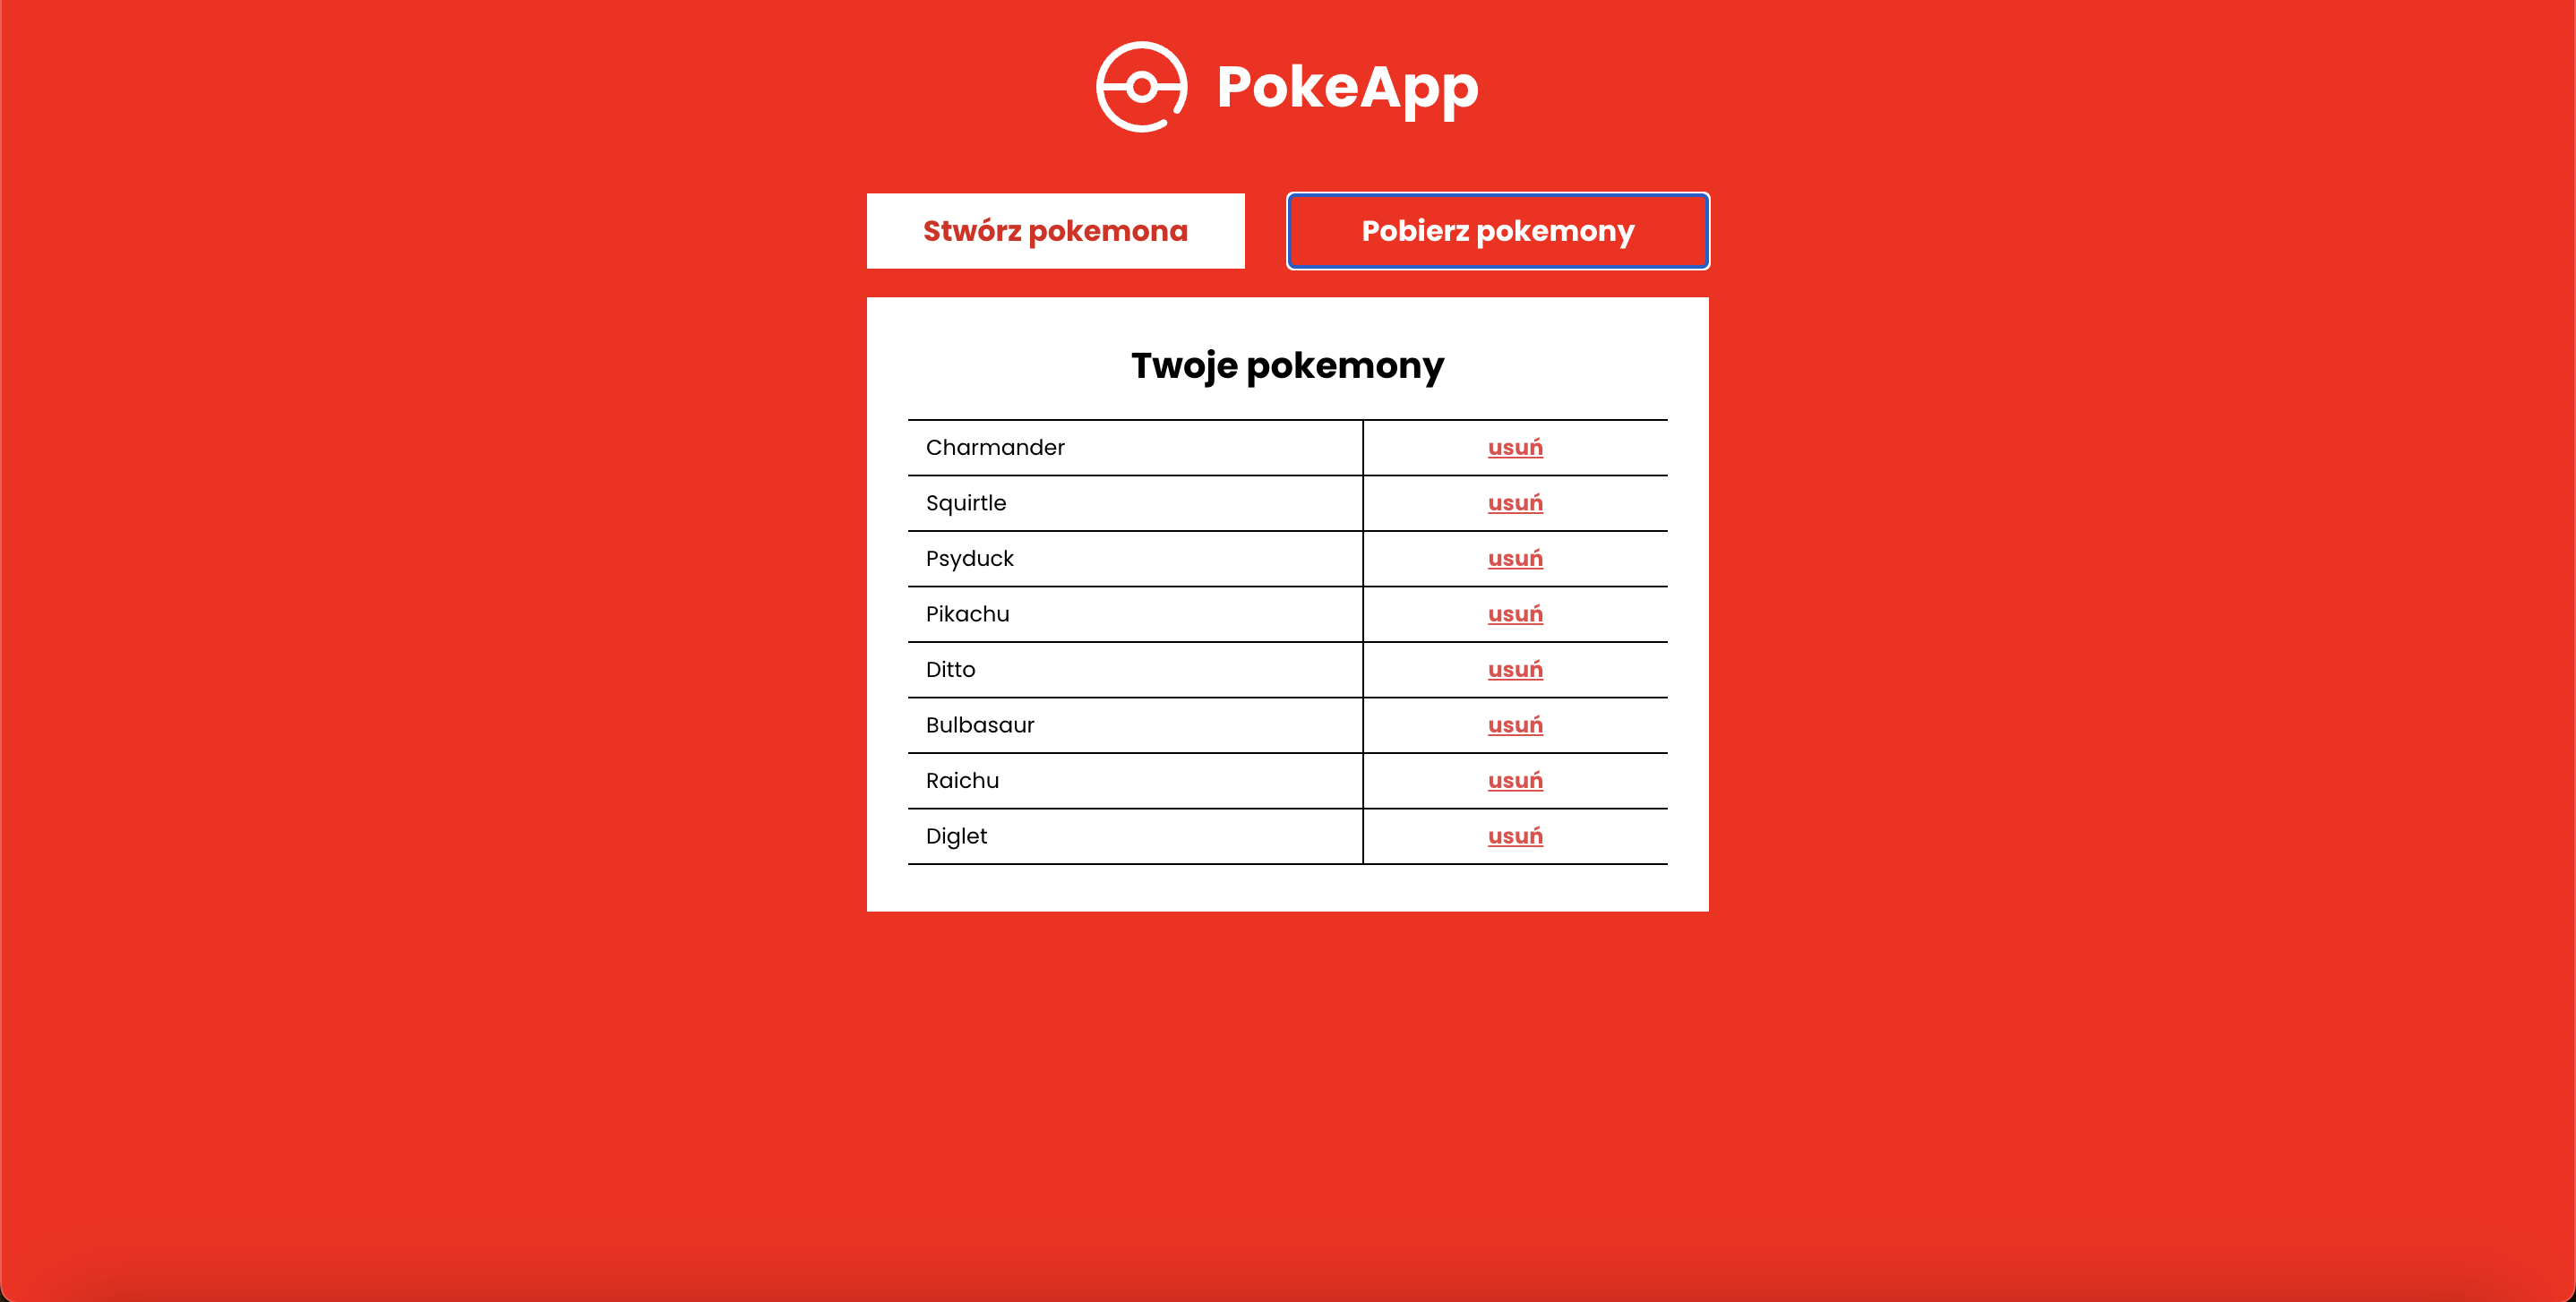 PokeApp
Stwórz pokemona
Pobierz pokemony
Twoje pokemony
Charmander usuń
Squirtle usuń
Psyduck usuń
Pikachu usuń
Ditto usuń
Bulbasaur usuń
Raichu usuń
Diglet usuń